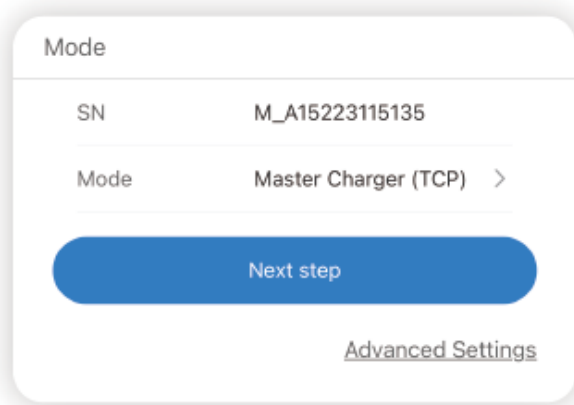 Mode
SN M_A15223115135
Mode Master Charger (TCP)
Next step
Advanced Settings